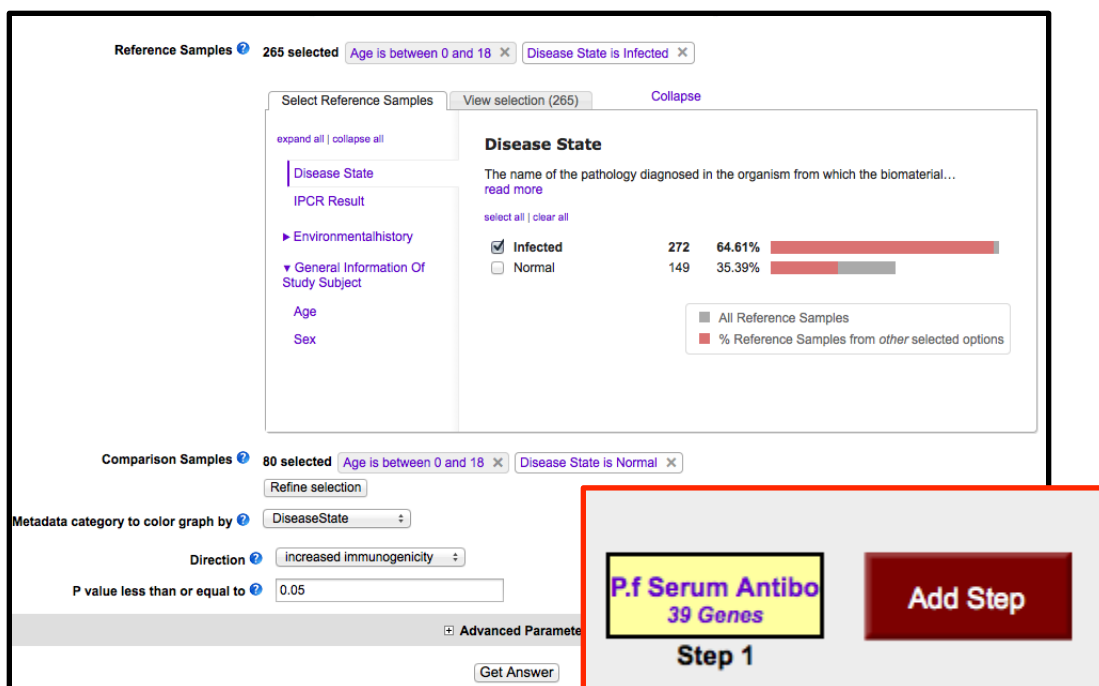 Reference Samples ? 265 selected Age is between 0 and 18 ✕ Disease State is Infected ✕
Select Reference Samples View selection (265) Collapse
expand all | collapse all
Disease State
IPCR Result
▶ Environmentalhistory
▼ General Information Of
Study Subject
Age
Sex
Disease State
The name of the pathology diagnosed in the organism from which the biomaterial…
read more
select all | clear all
Infected 272 64.61%
Normal 149 35.39%
All Reference Samples
% Reference Samples from other selected options
Comparison Samples ? 80 selected Age is between 0 and 18 ✕ Disease State is Normal ✕
Refine selection
Metadata category to color graph by ? DiseaseState
Direction ? increased immunogenicity
P value less than or equal to ? 0.05
Advanced Paramete
Get Answer
P.f Serum Antibo
39 Genes
Step 1
Add Step